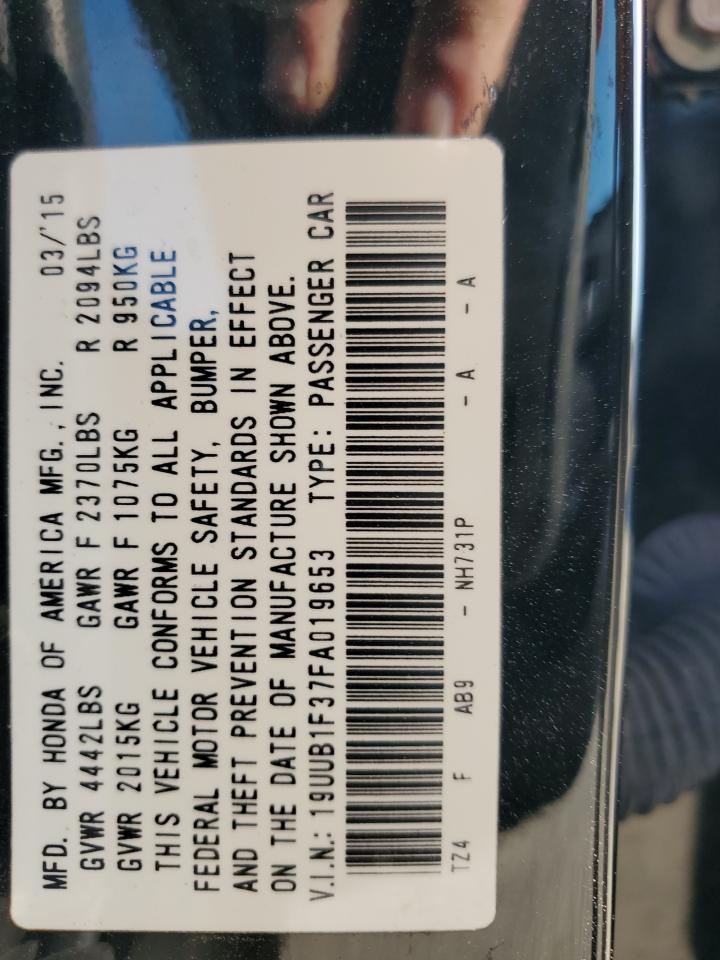 MFD. BY HONDA OF AMERICA MFG., INC. 03/'15
GVWR 4442LBS GAWR F 2370LBS R 2094LBS
GVWR 2015KG GAWR F 1075KG R 950KG
THIS VEHICLE CONFORMS TO ALL APPLICABLE
FEDERAL MOTOR VEHICLE SAFETY, BUMPER,
AND THEFT PREVENTION STANDARDS IN EFFECT
ON THE DATE OF MANUFACTURE SHOWN ABOVE.
V.I.N.: 19UUB1F37FA019653 TYPE: PASSENGER CAR
TZ4 F AB9 - NH731P - A - A